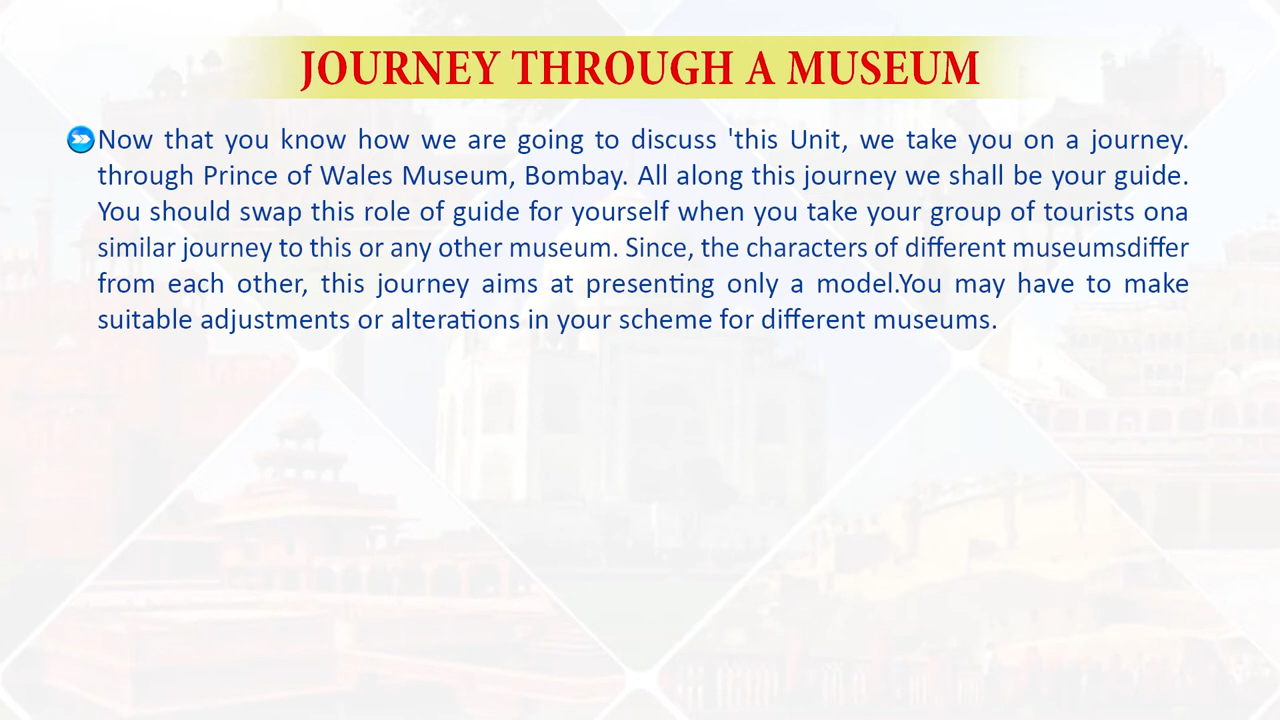 JOURNEY THROUGH A MUSEUM
Now that you know how we are going to discuss 'this Unit, we take you on a journey.
through Prince of Wales Museum, Bombay. All along this journey we shall be your guide.
You should swap this role of guide for yourself when you take your group of tourists ona
similar journey to this or any other museum. Since, the characters of different museumsdiffer
from each other, this journey aims at presenting only a model.You may have to make
suitable adjustments or alterations in your scheme for different museums.